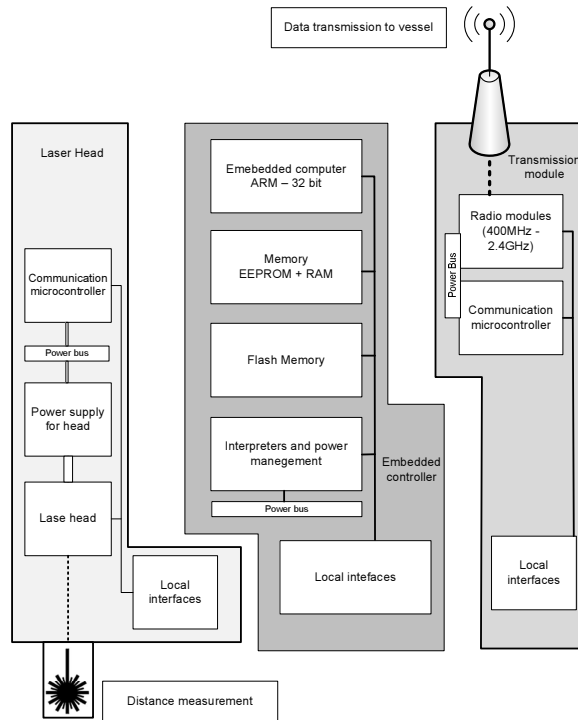 Data transmission to vessel
Laser Head
Communication
microcontroller
Power bus
Power supply
for head
Lase head
Local
interfaces
Distance measurement
Emebedded computer
ARM – 32 bit
Memory
EEPROM + RAM
Flash Memory
Interpreters and power
manegement
Power bus
Embedded
controller
Local intefaces
Transmission
module
Radio modules
(400MHz -
2.4GHz)
Power Bus
Communication
microcontroller
Local
interfaces